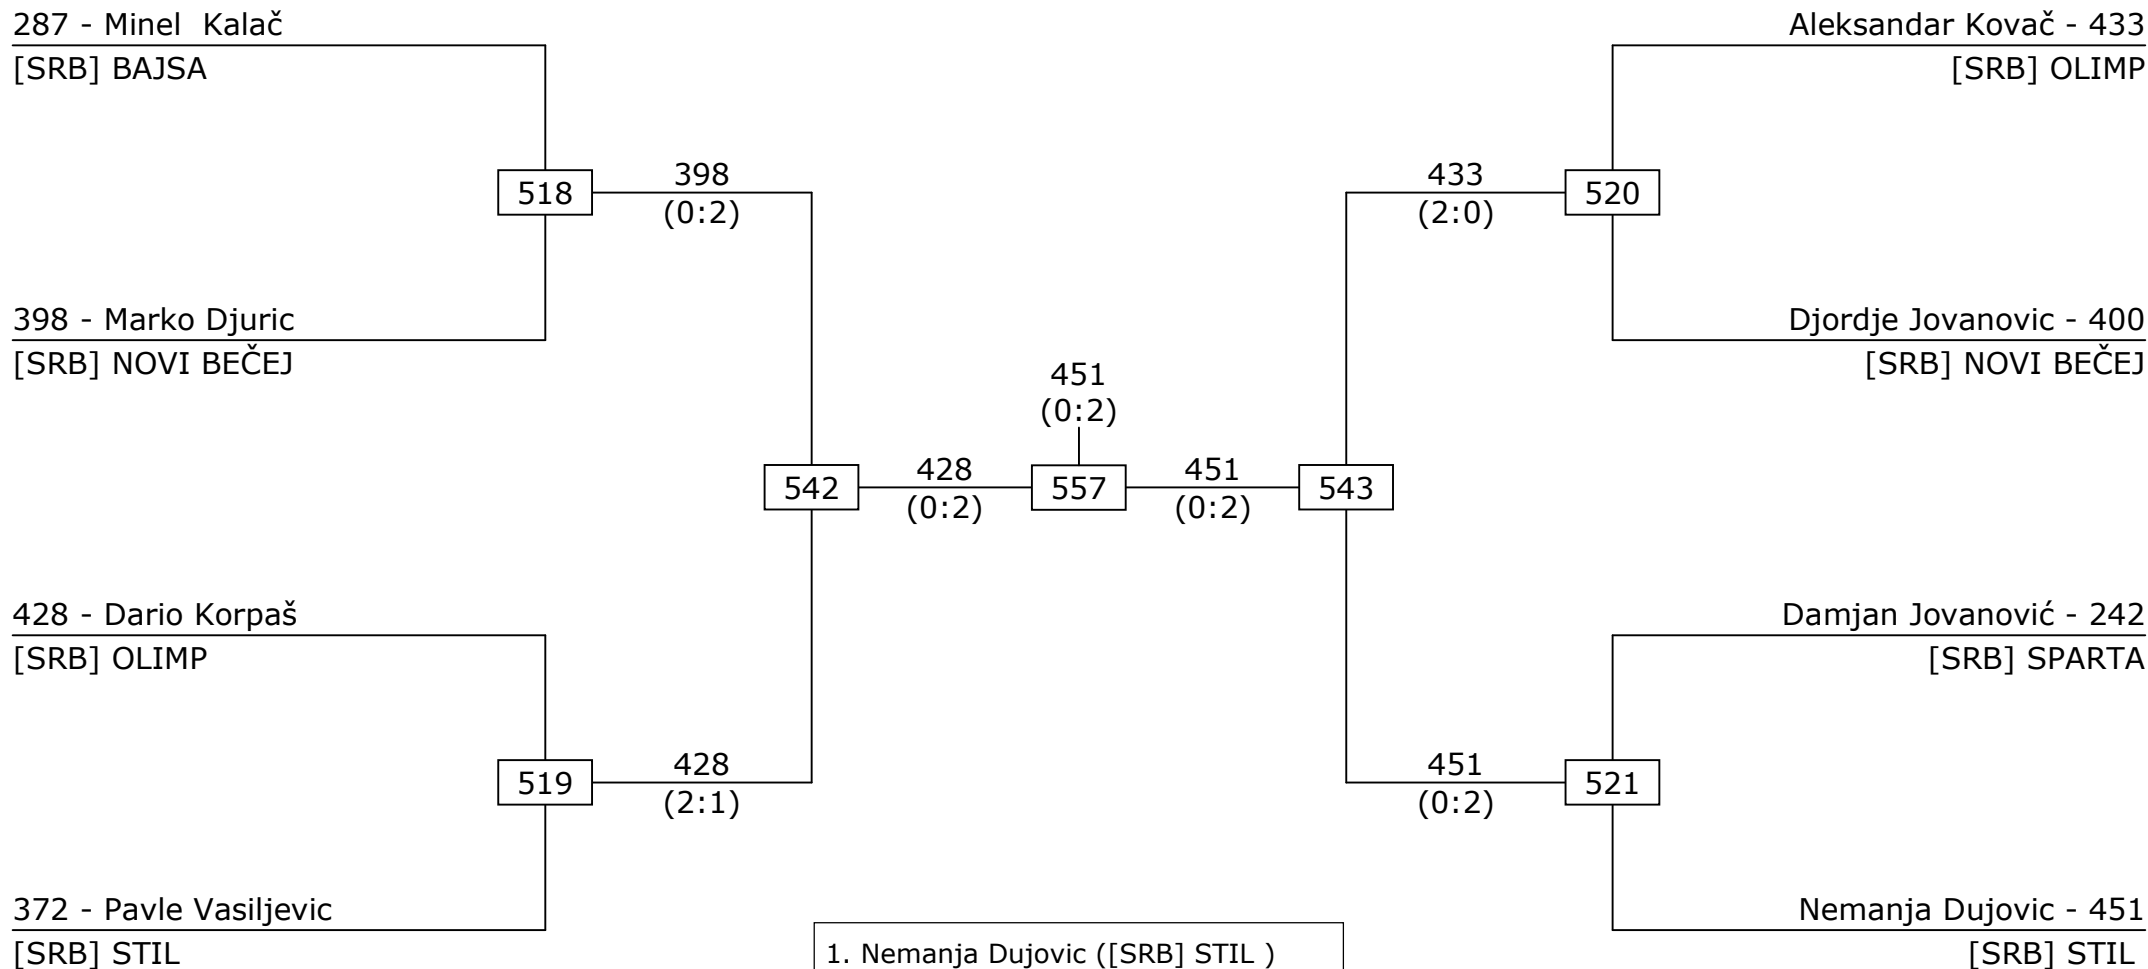 287 - Minel  Kalač
[SRB] BAJSA
Aleksandar Kovač - 433
[SRB] OLIMP
518
398
(0:2)
433
(2:0)
520
398 - Marko Djuric
[SRB] NOVI BEČEJ
Djordje Jovanovic - 400
[SRB] NOVI BEČEJ
451
(0:2)
542
428
(0:2)
557
451
(0:2)
543
428 - Dario Korpaš
[SRB] OLIMP
Damjan Jovanović - 242
[SRB] SPARTA
519
428
(2:1)
451
(0:2)
521
372 - Pavle Vasiljevic
[SRB] STIL
Nemanja Dujovic - 451
[SRB] STIL
1. Nemanja Dujovic ([SRB] STIL )